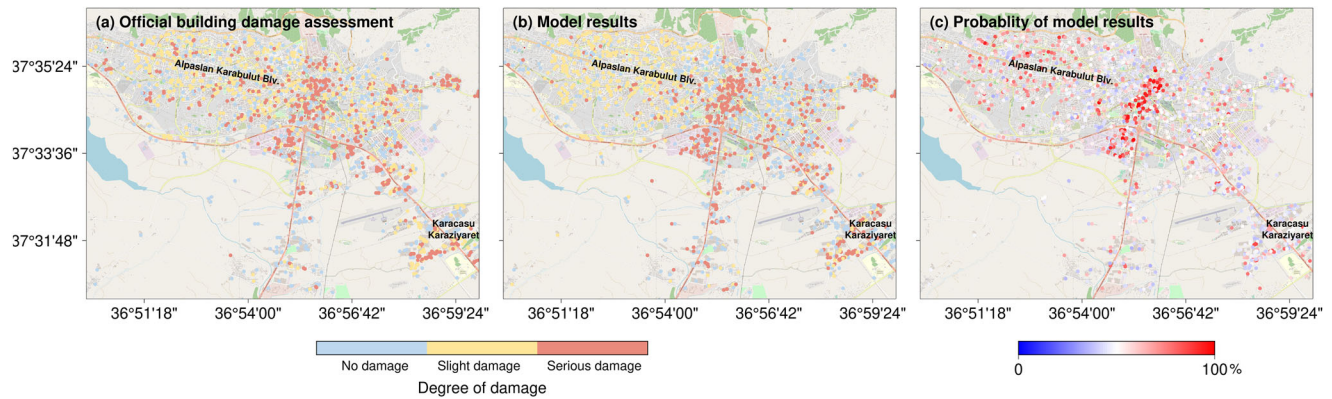 (a) Official building damage assessment
(b) Model results
(c) Probablity of model results
37°35'24"
37°33'36"
37°31'48"
Alpaslan Karabulut Blv.
Karacasu
Karaziyaret
Alpaslan Karabulut Blv.
Karacasu
Karaziyaret
Alpaslan Karabulut Blv.
Karacasu
Karaziyaret
36°51'18" 36°54'00" 36°56'42" 36°59'24"
36°51'18" 36°54'00" 36°56'42" 36°59'24"
36°51'18" 36°54'00" 36°56'42" 36°59'24"
No damage Slight damage Serious damage
Degree of damage
0 100%